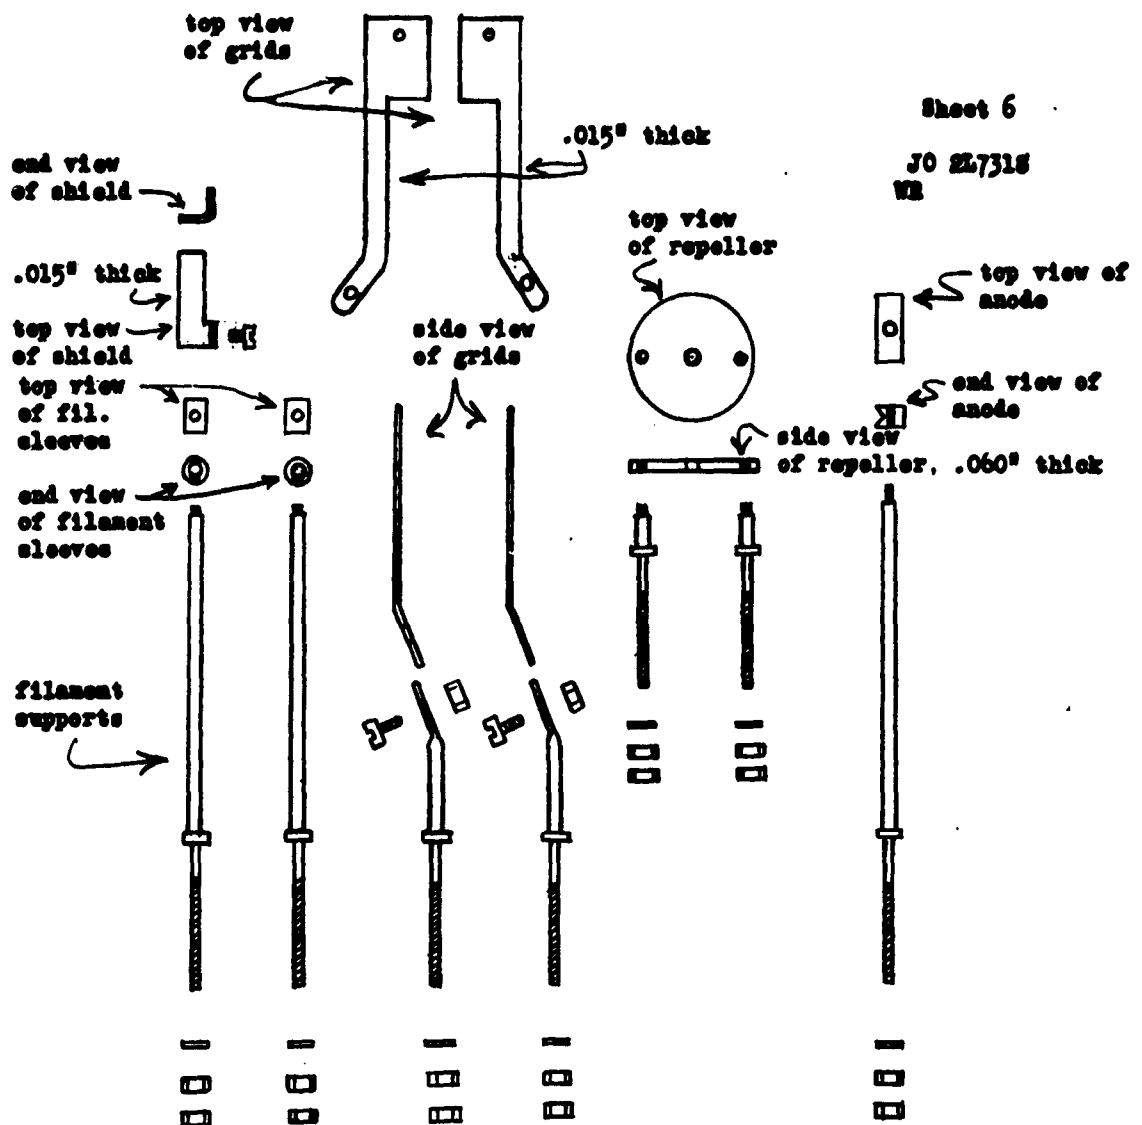 top view
of grids
Sheet 6
.015" thick
JO 2L731S
WR
end view
of shield
top view
of repeller
.015" thick
top view of
anode
top view
of shield
side view
of grids
top view
of fil.
sleeves
end view of
anode
side view
of repeller, .060" thick
end view
of filament
sleeves
filament
supports